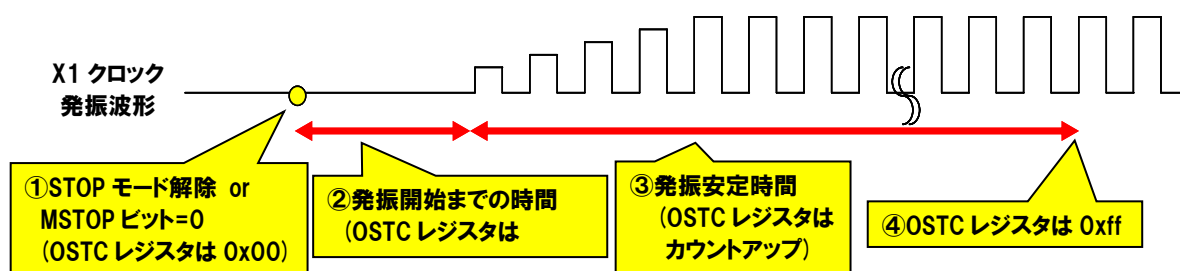 X1 クロック
発振波形
①STOP モード解除 or
MSTOP ビット=0
(OSTC レジスタは 0x00)
②発振開始までの時間
(OSTC レジスタは
③発振安定時間
(OSTC レジスタは
カウントアップ)
④OSTC レジスタは 0xff